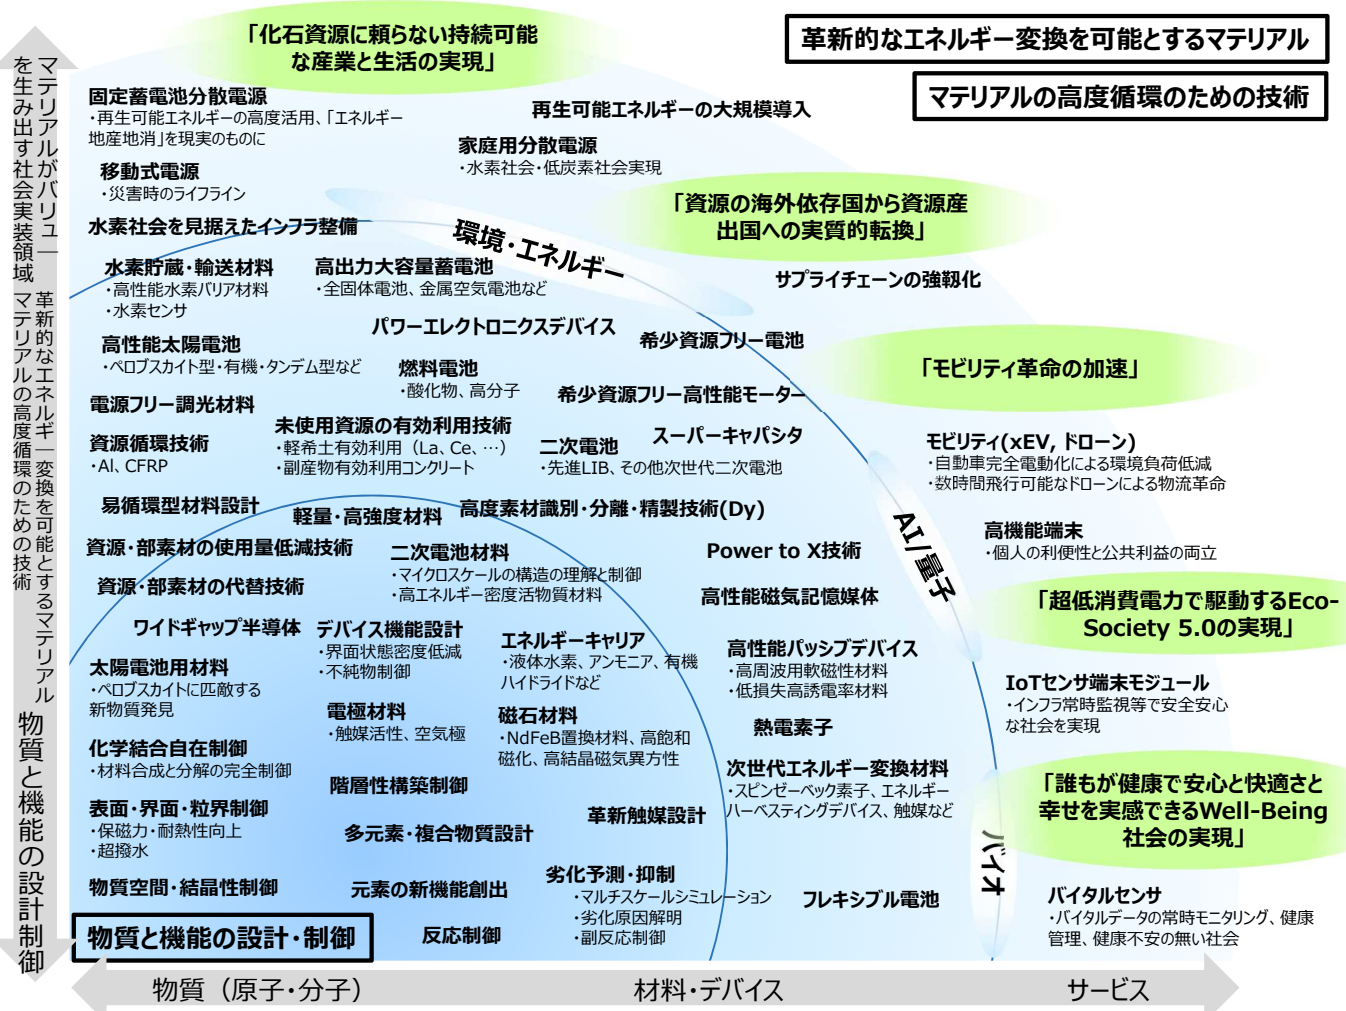 革新的なエネルギー変換を可能とするマテリアル
マテリアルの高度循環のための技術
「化石資源に頼らない持続可能
な産業と生活の実現」
固定蓄電池分散電源
・再生可能エネルギーの高度活用、「エネルギー
地産地消」を現実のものに
再生可能エネルギーの大規模導入
家庭用分散電源
・水素社会・低炭素社会実現
移動式電源
・災害時のライフライン
「資源の海外依存国から資源産
出国への実質的転換」
水素社会を見据えたインフラ整備
環境・エネルギー
サプライチェーンの強靱化
水素貯蔵・輸送材料
・高性能水素バリア材料
・水素センサ
高出力大容量蓄電池
・全固体電池、金属空気電池など
パワーエレクトロニクスデバイス
希少資源フリー電池
高性能太陽電池
・ペロブスカイト型・有機・タンデム型など
燃料電池
・酸化物、高分子
「モビリティ革命の加速」
希少資源フリー高性能モーター
電源フリー調光材料
未使用資源の有効利用技術
・軽希土有効利用（La、Ce、…）
・副産物有効利用コンクリート
資源循環技術
・Al、CFRP
二次電池
・先進LIB、その他次世代二次電池
スーパーキャパシタ
モビリティ(xEV, ドローン)
・自動車完全電動化による環境負荷低減
・数時間飛行可能なドローンによる物流革命
易循環型材料設計
軽量・高強度材料
高度素材識別・分離・精製技術(Dy)
AI/量子
高機能端末
・個人の利便性と公共利益の両立
資源・部素材の使用量低減技術
二次電池材料
・マイクロスケールの構造の理解と制御
・高エネルギー密度活物質材料
Power to X技術
資源・部素材の代替技術
高性能磁気記憶媒体
「超低消費電力で駆動するEco-
Society 5.0の実現」
ワイドギャップ半導体
デバイス機能設計
・界面状態密度低減
・不純物制御
エネルギーキャリア
・液体水素、アンモニア、有機
ハイドライドなど
高性能パッシブデバイス
・高周波用軟磁性材料
・低損失高誘電率材料
太陽電池用材料
・ペロブスカイトに匹敵する
新物質発見
IoTセンサ端末モジュール
・インフラ常時監視等で安全安心
な社会を実現
電極材料
・触媒活性、空気極
磁石材料
・NdFeB置換材料、高飽和
磁化、高結晶磁気異方性
熱電素子
化学結合自在制御
・材料合成と分解の完全制御
階層性構築制御
次世代エネルギー変換材料
・スピンゼーベック素子、エネルギー
ハーベスティングデバイス、触媒など
「誰もが健康で安心と快適さと
幸せを実感できるWell-Being
社会の実現」
表面・界面・粒界制御
・保磁力・耐熱性向上
・超撥水
多元素・複合物質設計
革新触媒設計
バイオ
物質空間・結晶性制御
元素の新機能創出
劣化予測・抑制
・マルチスケールシミュレーション
・劣化原因解明
・副反応制御
フレキシブル電池
バイタルセンサ
・バイタルデータの常時モニタリング、健康
管理、健康不安の無い社会
物質と機能の設計・制御
反応制御
マテリアルがバリュー
を生み出す社会実装領域
革新的なエネルギー変換を可能とするマテリアル
マテリアルの高度循環のための技術
物質と機能の設計制御
物質（原子・分子）
材料・デバイス
サービス